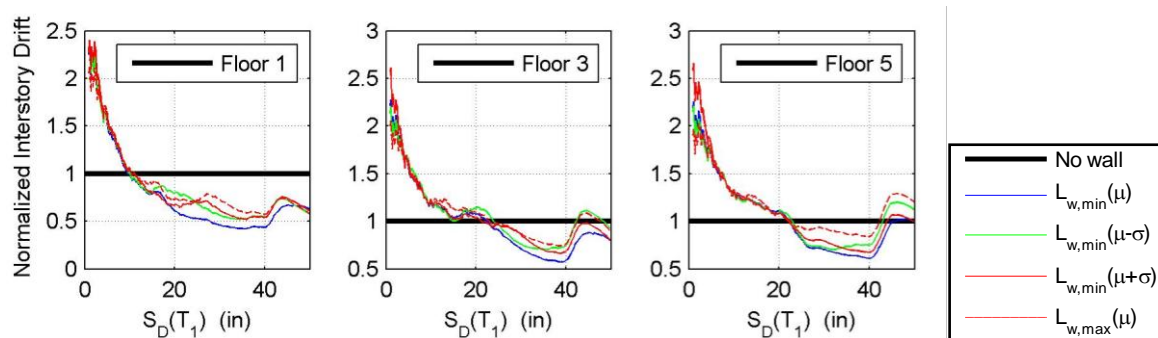 Normalized Interstory Drift
2.5
2
1.5
1
0.5
0
Floor 1
0 20 40
S_D(T_1) (in)
3
2.5
2
1.5
1
0.5
Floor 3
0 20 40
S_D(T_1) (in)
3
2.5
2
1.5
1
0.5
Floor 5
0 20 40
S_D(T_1) (in)
No wall
L_w,min(μ)
L_w,min(μ-σ)
L_w,min(μ+σ)
L_w,max(μ)